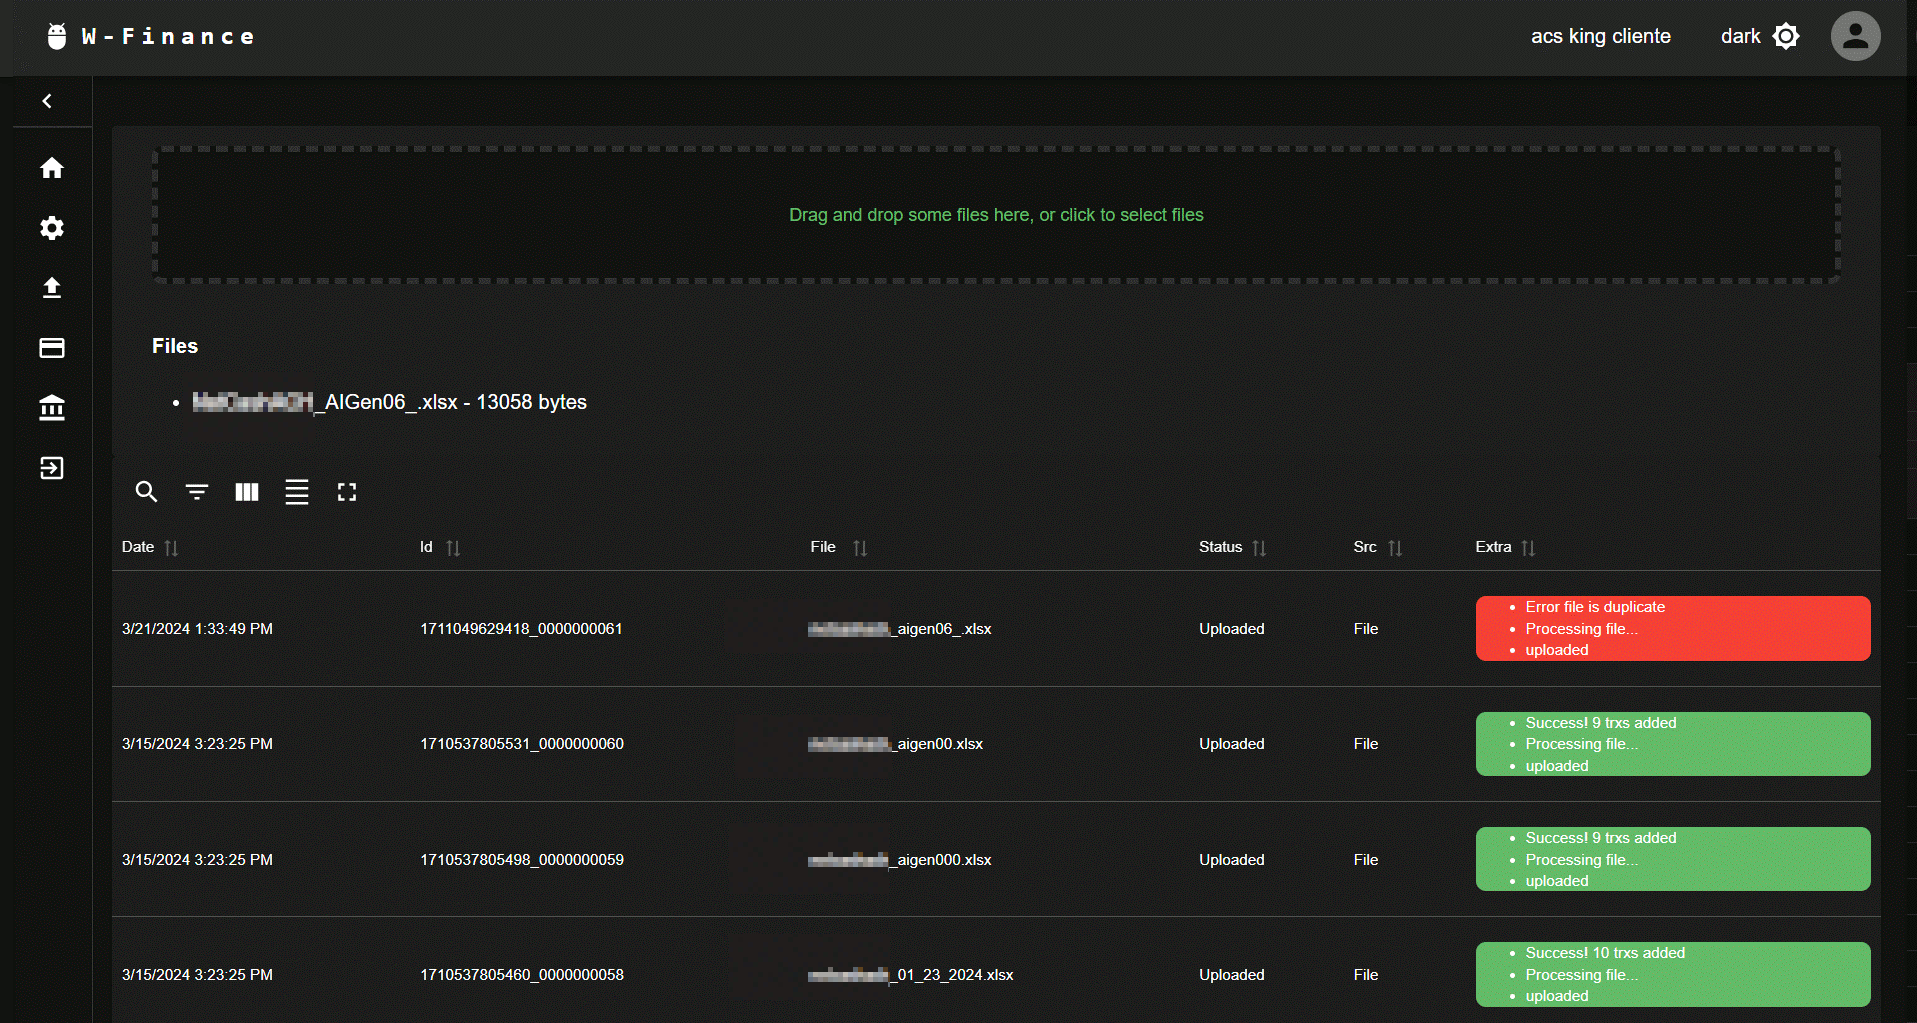 W-Finance
acs king cliente
dark
Drag and drop some files here, or click to select files
Files
_AIGen06_.xlsx - 13058 bytes
Date Id File Status Src Extra
3/21/2024 1:33:49 PM 1711049629418_0000000061 _aigen06_.xlsx Uploaded File
Error file is duplicate
Processing file...
uploaded
3/15/2024 3:23:25 PM 1710537805531_0000000060 _aigen00.xlsx Uploaded File
Success! 9 trxs added
Processing file...
uploaded
3/15/2024 3:23:25 PM 1710537805498_0000000059 _aigen000.xlsx Uploaded File
Success! 9 trxs added
Processing file...
uploaded
3/15/2024 3:23:25 PM 1710537805460_0000000058 _01_23_2024.xlsx Uploaded File
Success! 10 trxs added
Processing file...
uploaded